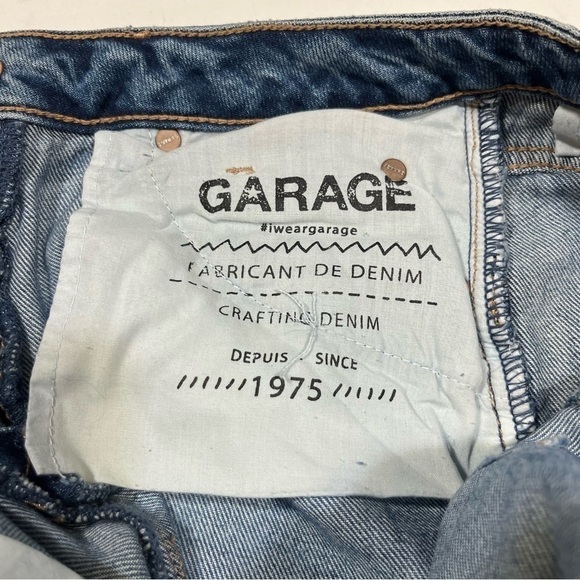 GARAGE
#iweargarage
FABRICANT DE DENIM
CRAFTING DENIM
DEPUIS . SINCE
//////1975//////